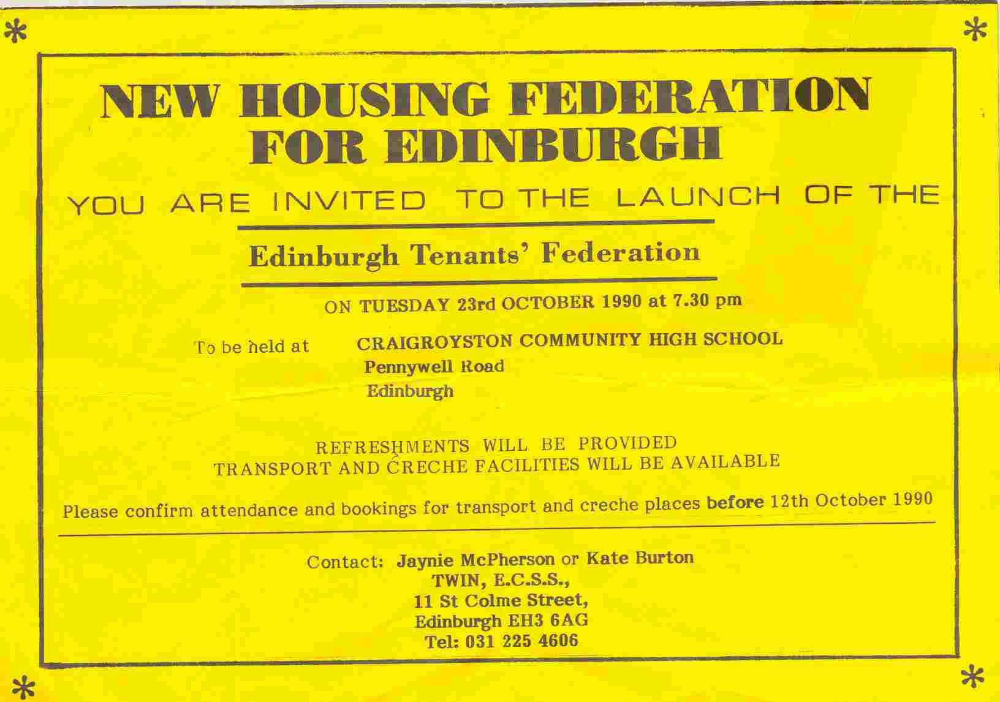 NEW HOUSING FEDERATION
FOR EDINBURGH
YOU ARE INVITED TO THE LAUNCH OF THE
Edinburgh Tenants' Federation
ON TUESDAY 23rd OCTOBER 1990 at 7.30 pm
To be held at CRAIGROYSTON COMMUNITY HIGH SCHOOL
Pennywell Road
Edinburgh
REFRESHMENTS WILL BE PROVIDED
TRANSPORT AND CRECHE FACILITIES WILL BE AVAILABLE
Please confirm attendance and bookings for transport and creche places before 12th October 1990
Contact: Jaynie McPherson or Kate Burton
TWIN, E.C.S.S.,
11 St Colme Street,
Edinburgh EH3 6AG
Tel: 031 225 4606